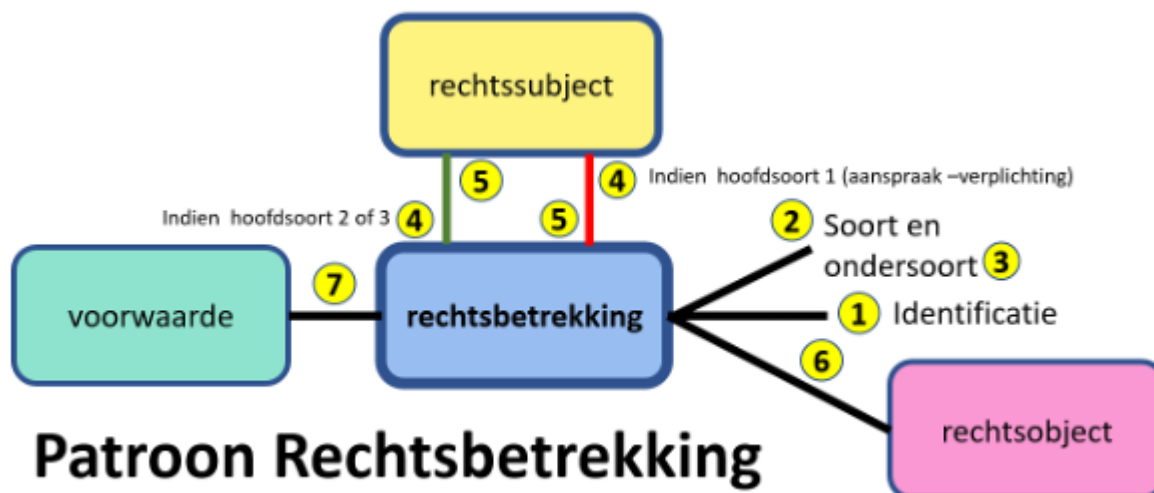 rechtssubject
5
4 Indien hoofdsoort 1 (aanspraak –verplichting)
Indien hoofdsoort 2 of 3 4
5
2 Soort en
ondersoort 3
7
voorwaarde
rechtsbetrekking
1 Identificatie
6
rechtsobject
Patroon Rechtsbetrekking